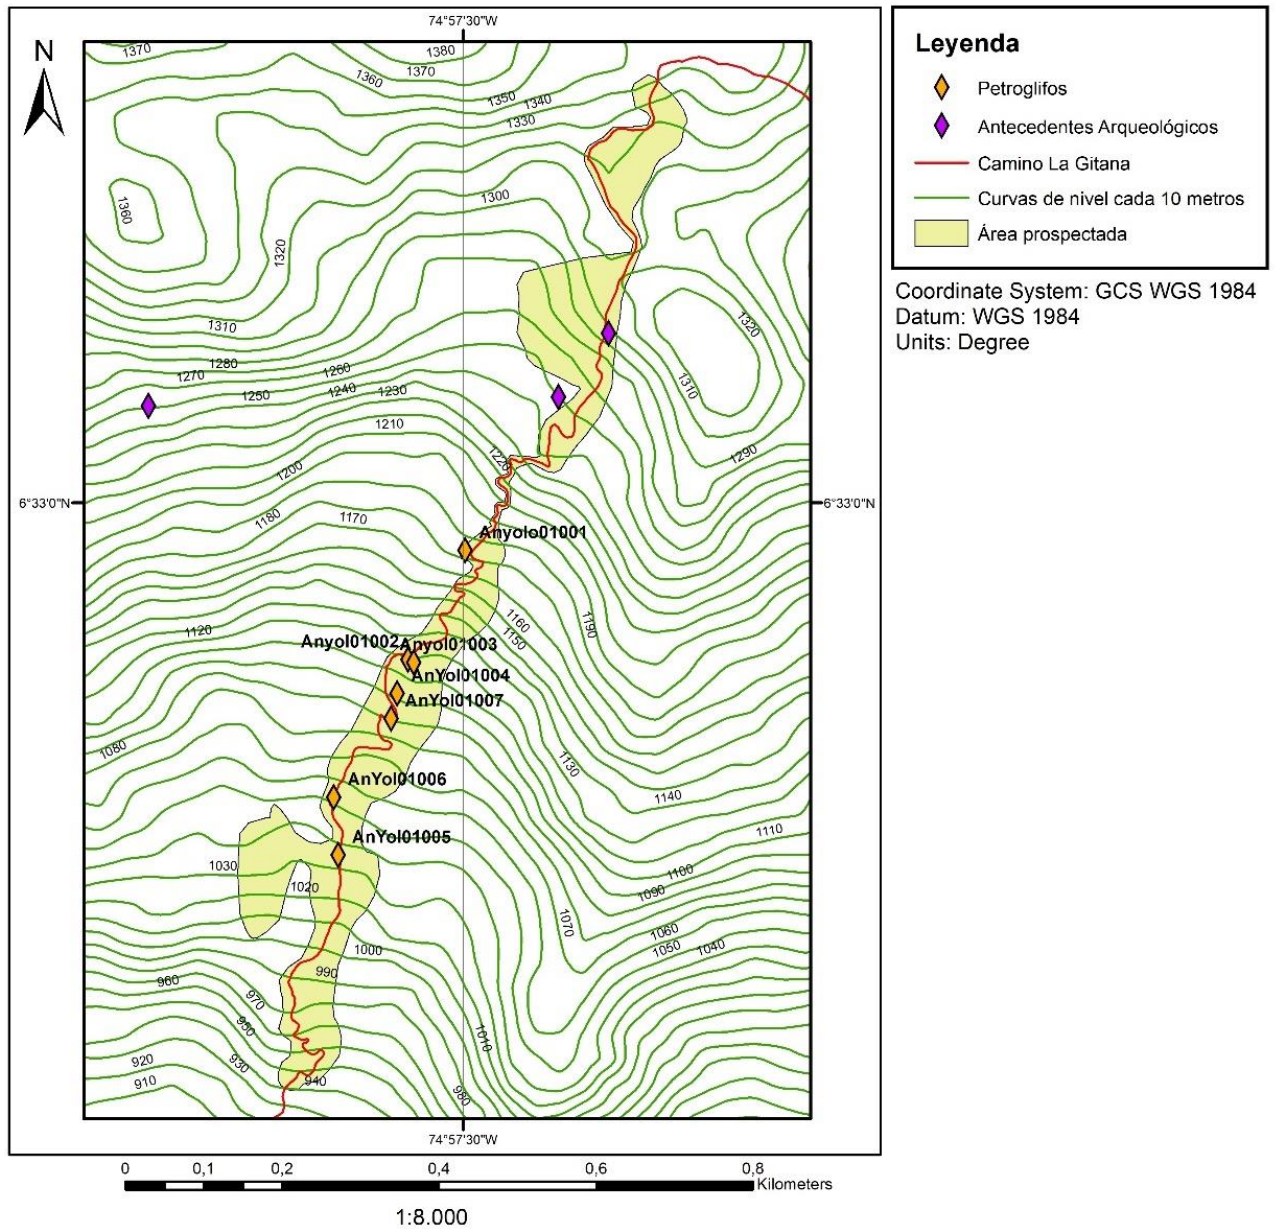 74°57'30"W
N
1370
1380
1370
1360
1350
1340
1330
1300
1360
1320
1310
1320
1310
1280
1270
1260
1250
1240
1230
1210
1220
1290
1200
6°33'0"N
6°33'0"N
1180
1170
Anyolo01001
1160
1150
1190
1120
Anyol01002
Anyol01003
AnYol01004
AnYol01007
1080
1130
AnYol01006
1140
AnYol01005
1110
1030
1020
1100
1090
1070
1060
1050
1040
1000
990
960
970
950
1010
920
930
910
940
980
74°57'30"W
0 0,1 0,2 0,4 0,6 0,8
Kilometers
1:8.000
Leyenda
Petroglifos
Antecedentes Arqueológicos
Camino La Gitana
Curvas de nivel cada 10 metros
Área prospectada
Coordinate System: GCS WGS 1984
Datum: WGS 1984
Units: Degree